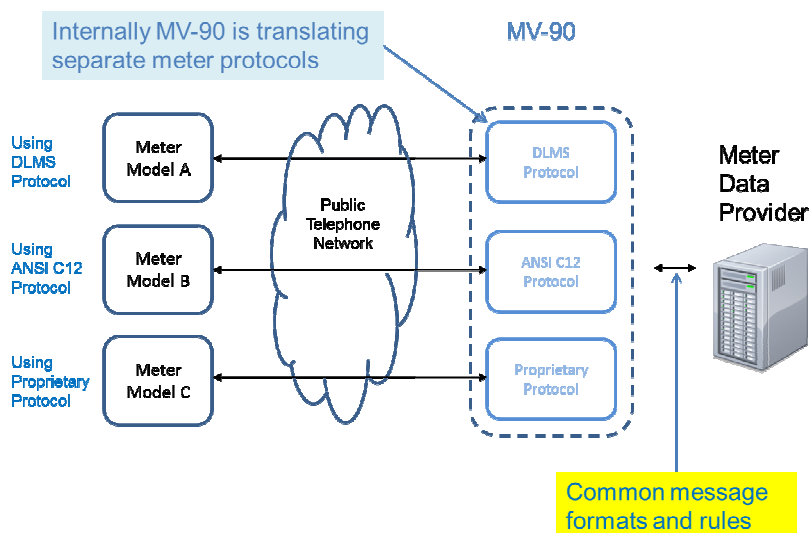 Internally MV-90 is translating
separate meter protocols
MV-90
Using
DLMS
Protocol
Meter
Model A
DLMS
Protocol
Meter
Data
Provider
Public
Telephone
Network
Using
ANSI C12
Protocol
Meter
Model B
ANSI C12
Protocol
Using
Proprietary
Protocol
Meter
Model C
Proprietary
Protocol
Common message
formats and rules